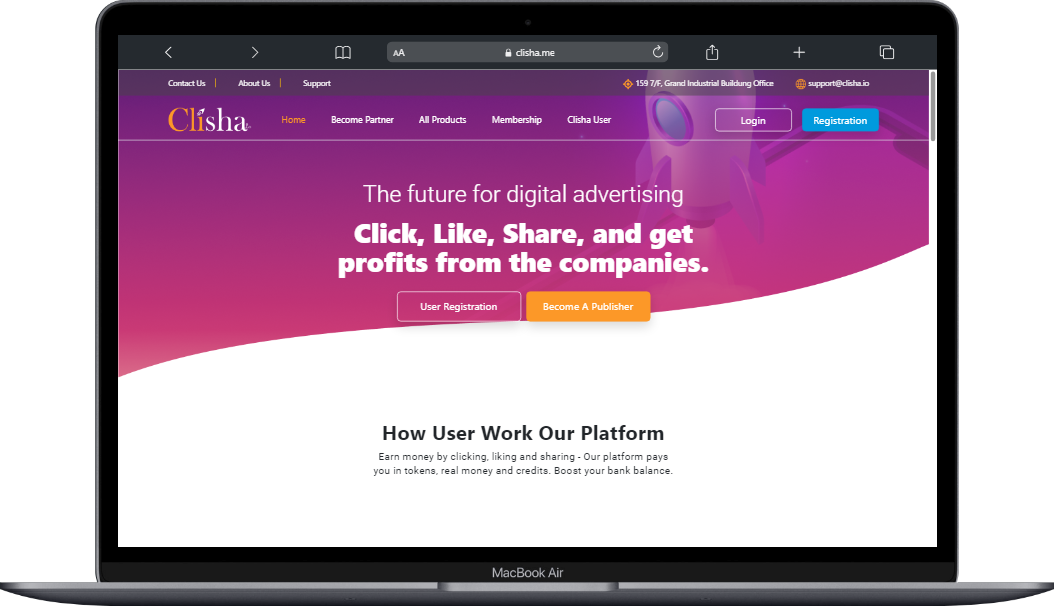 AA clisha.me
Contact Us About Us Support 159 7/F, Grand Industrial Buildung Office support@clisha.io
Clisha Home Become Partner All Products Membership Clisha User Login Registration
The future for digital advertising
Click, Like, Share, and get
profits from the companies.
User Registration Become A Publisher
How User Work Our Platform
Earn money by clicking, liking and sharing - Our platform pays
you in tokens, real money and credits. Boost your bank balance.
MacBook Air